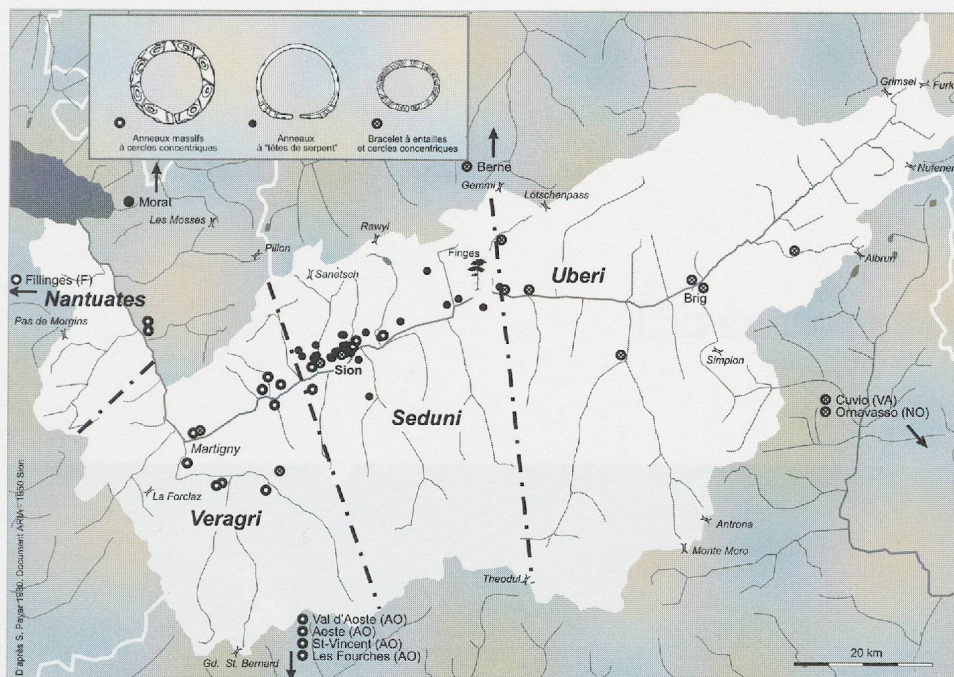 Anneaux massifs
à cercles concentriques
Anneaux
à "têtes de serpent"
Bracelet à entailles
et cercles concentriques
Grimsel
Furk
Berne
Gemmi
Lötschenpass
Nufenen
Morat
Les Mosses
Rawyl
Pillon
Finges
Albrun
Sanetsch
Uberi
Fillinges (F)
Nantuates
Brig
Pas de Morgins
Simplon
Sion
Cuvio (VA)
Ornavasso (NO)
Seduni
Martigny
La Forclaz
Veragri
Antrona
Monte Moro
Theodul
Val d'Aoste (AO)
Aoste (AO)
St-Vincent (AO)
Les Fourches (AO)
Gd. St. Bernard
20 km
D'après S. Peyer 1980. Document ARIA - 1950 Sion